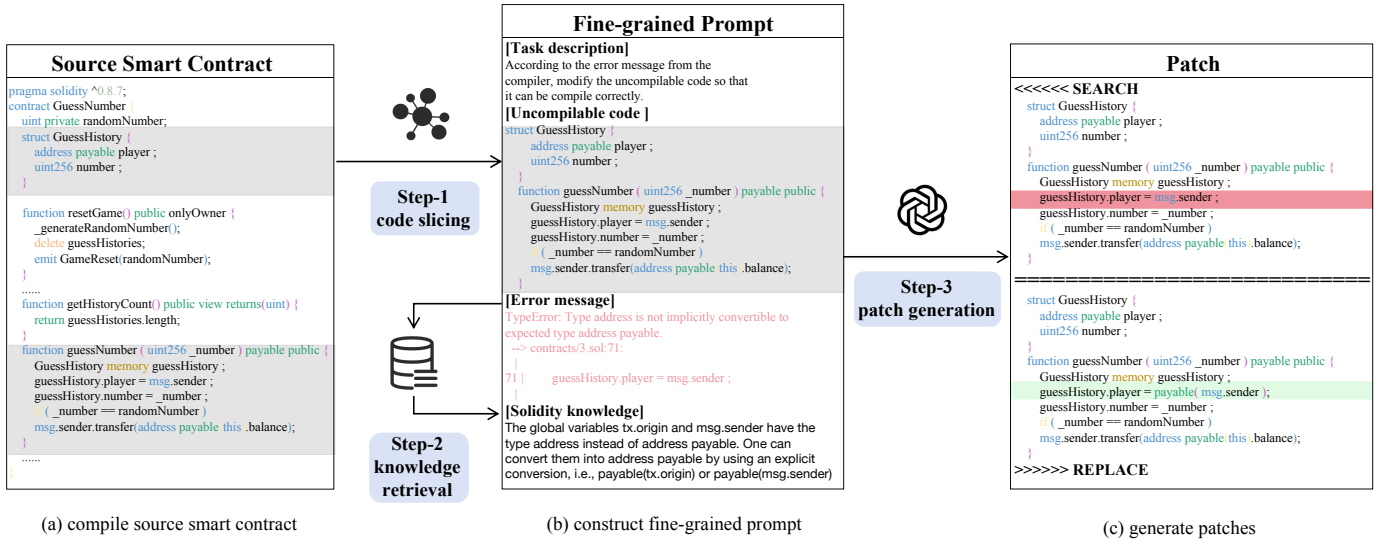 Source Smart Contract
pragma solidity ^0.8.7;
contract GuessNumber {
uint private randomNumber;
struct GuessHistory {
address payable player ;
uint256 number ;
}
function resetGame() public onlyOwner {
_generateRandomNumber();
delete guessHistories;
emit GameReset(randomNumber);
}
......
function getHistoryCount() public view returns(uint) {
return guessHistories.length;
}
function guessNumber ( uint256 _number ) payable public {
GuessHistory memory guessHistory ;
guessHistory.player = msg.sender ;
guessHistory.number = _number ;
if ( _number == randomNumber )
msg.sender.transfer(address payable this .balance);
}
......
}
(a) compile source smart contract
Step-1
code slicing
Step-2
knowledge
retrieval
Fine-grained Prompt
[Task description]
According to the error message from the
compiler, modify the uncompilable code so that
it can be compile correctly.
[Uncompilable code ]
struct GuessHistory {
address payable player ;
uint256 number ;
}
function guessNumber ( uint256 _number ) payable public {
GuessHistory memory guessHistory ;
guessHistory.player = msg.sender ;
guessHistory.number = _number ;
if ( _number == randomNumber )
msg.sender.transfer(address payable this .balance);
}
[Error message]
TypeError: Type address is not implicitly convertible to
expected type address payable.
--> contracts/3.sol:71:
|
71 | guessHistory.player = msg.sender ;
|
[Solidity knowledge]
The global variables tx.origin and msg.sender have the
type address instead of address payable. One can
convert them into address payable by using an explicit
conversion, i.e., payable(tx.origin) or payable(msg.sender)
(b) construct fine-grained prompt
Step-3
patch generation
Patch
<<<<<< SEARCH
struct GuessHistory {
address payable player ;
uint256 number ;
}
function guessNumber ( uint256 _number ) payable public {
GuessHistory memory guessHistory ;
guessHistory.player = msg.sender ;
guessHistory.number = _number ;
if ( _number == randomNumber )
msg.sender.transfer(address payable(this).balance);
}
==============================
struct GuessHistory {
address payable player ;
uint256 number ;
}
function guessNumber ( uint256 _number ) payable public {
GuessHistory memory guessHistory ;
guessHistory.player = payable( msg.sender );
guessHistory.number = _number ;
if ( _number == randomNumber )
msg.sender.transfer(address payable(this).balance);
}
>>>>>> REPLACE
(c) generate patches